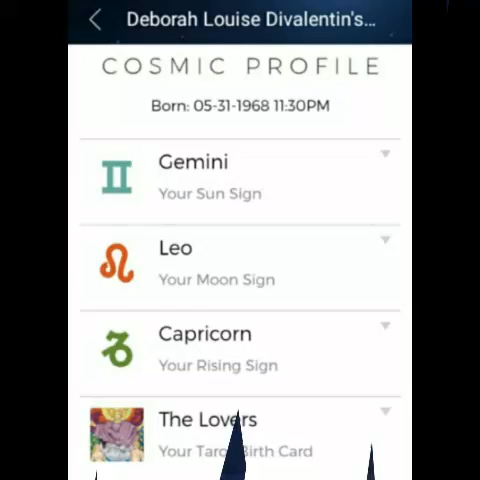 Deborah Louise Divalentin's...
COSMIC PROFILE
Born: 05-31-1968 11:30PM
Gemini
Your Sun Sign
Leo
Your Moon Sign
Capricorn
Your Rising Sign
The Lovers
Your Tarot Birth Card